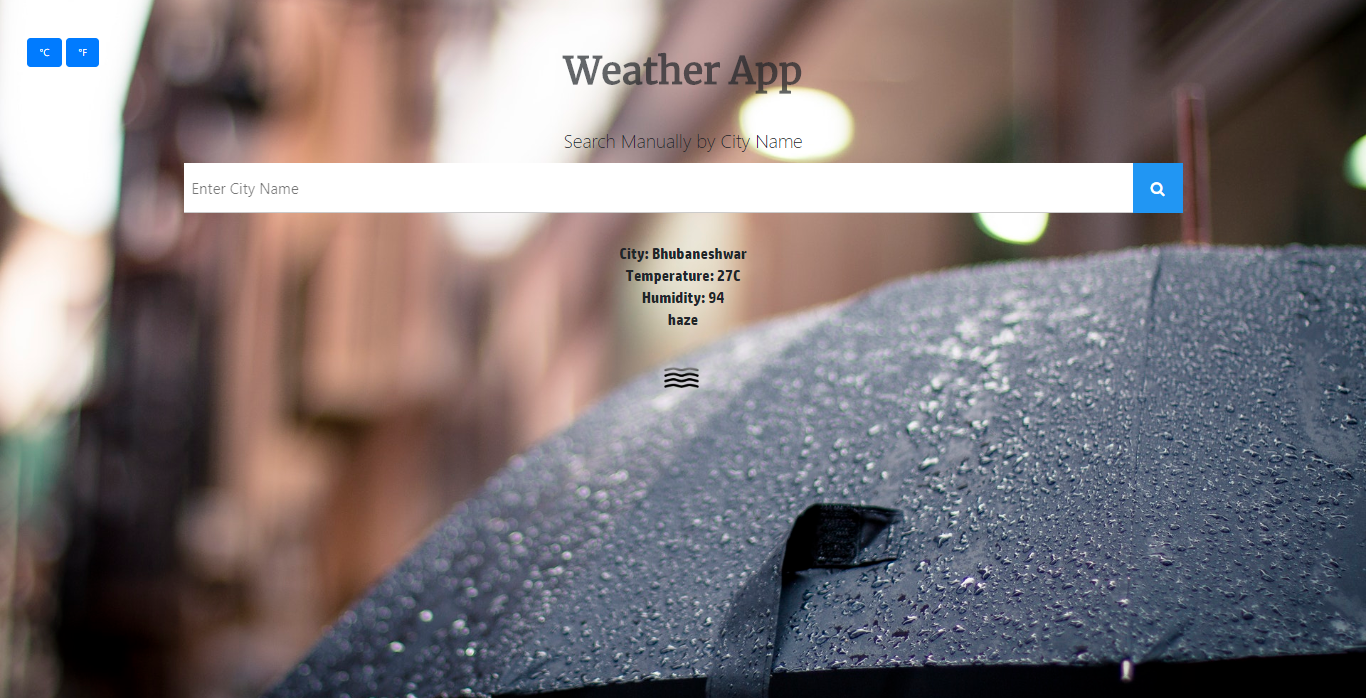 °C °F
Weather App
Search Manually by City Name
Enter City Name
City: Bhubaneshwar
Temperature: 27C
Humidity: 94
haze